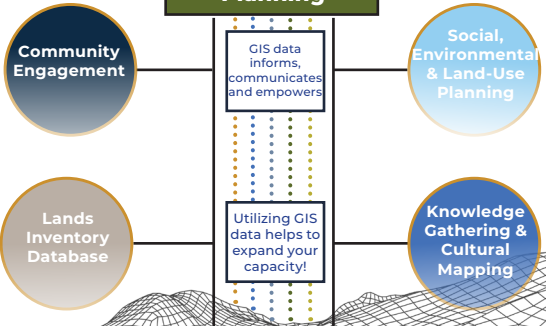 Planning
Community
Engagement
GIS data
informs,
communicates
and empowers
Social,
Environmental
& Land-Use
Planning
Lands
Inventory
Database
Utilizing GIS
data helps to
expand your
capacity!
Knowledge
Gathering &
Cultural
Mapping